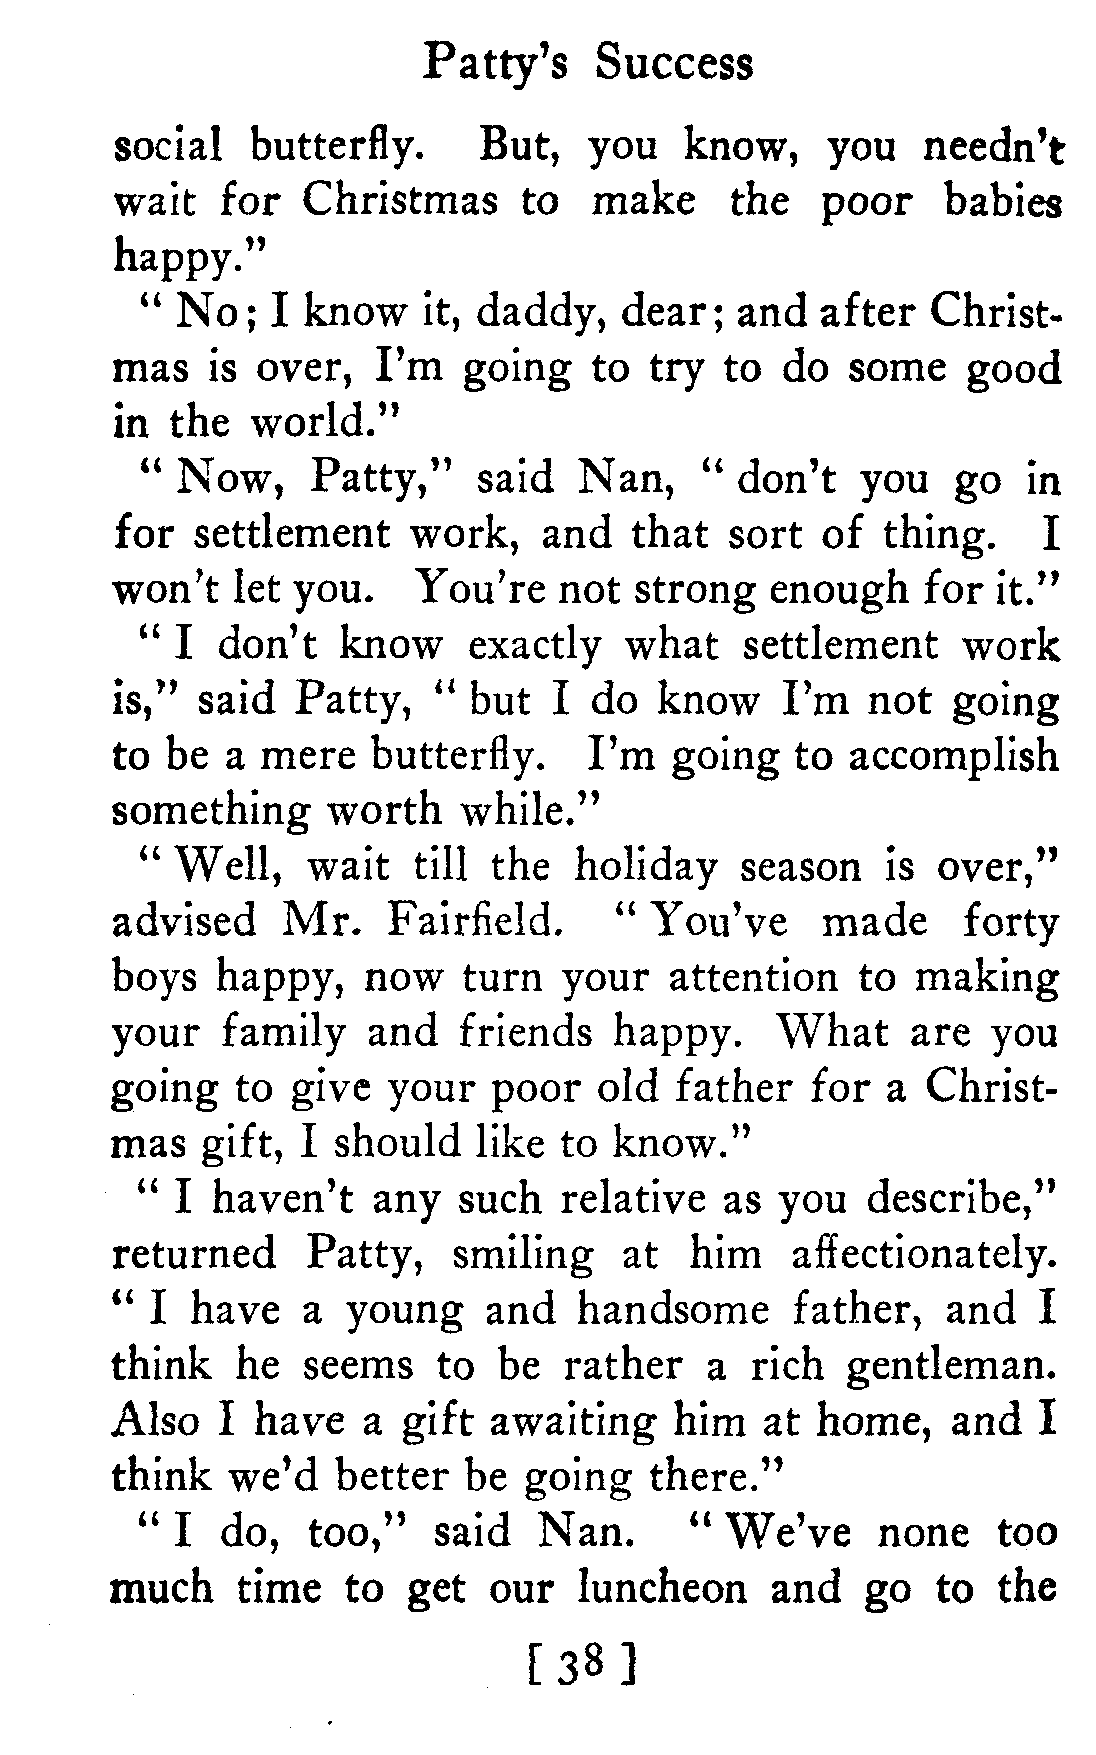 Patty's Success
social butterfly. But, you know, you needn't
wait for Christmas to make the poor babies
happy."
" No; I know it, daddy, dear; and after Christ-
mas is over, I'm going to try to do some good
in the world."
" Now, Patty," said Nan, " don't you go in
for settlement work, and that sort of thing. I
won't let you. You're not strong enough for it."
" I don't know exactly what settlement work
is," said Patty, " but I do know I'm not going
to be a mere butterfly. I'm going to accomplish
something worth while."
" Well, wait till the holiday season is over,"
advised Mr. Fairfield. " You've made forty
boys happy, now turn your attention to making
your family and friends happy. What are you
going to give your poor old father for a Christ-
mas gift, I should like to know."
" I haven't any such relative as you describe,"
returned Patty, smiling at him affectionately.
" I have a young and handsome father, and I
think he seems to be rather a rich gentleman.
Also I have a gift awaiting him at home, and I
think we'd better be going there."
" I do, too," said Nan. " We've none too
much time to get our luncheon and go to the
[ 38 ]